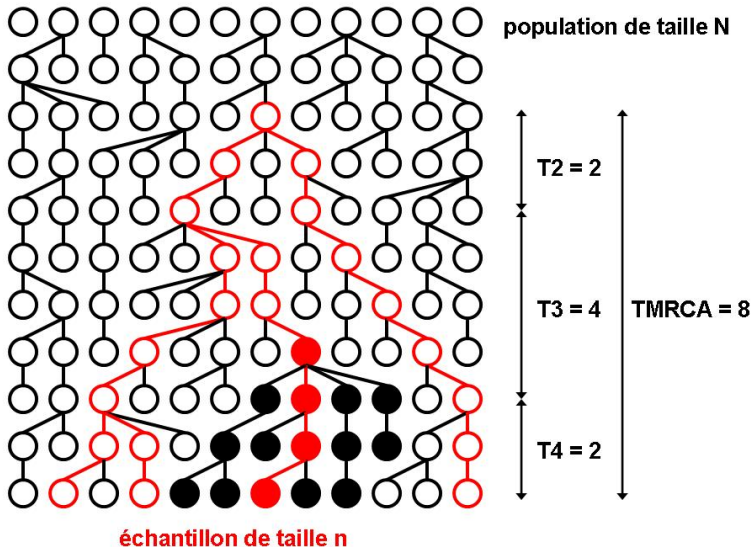 population de taille N
T2 = 2
T3 = 4
TMRCA = 8
T4 = 2
échantillon de taille n